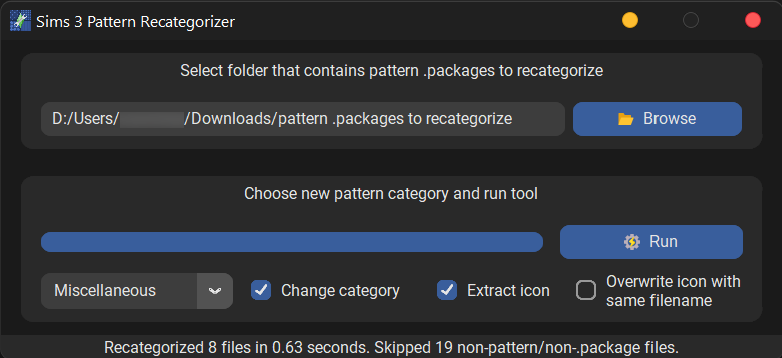 Sims 3 Pattern Recategorizer
Select folder that contains pattern .packages to recategorize
D:/Users/ /Downloads/pattern .packages to recategorize
Browse
Choose new pattern category and run tool
Run
Miscellaneous
Change category
Extract icon
Overwrite icon with
same filename
Recategorized 8 files in 0.63 seconds. Skipped 19 non-pattern/non-.package files.